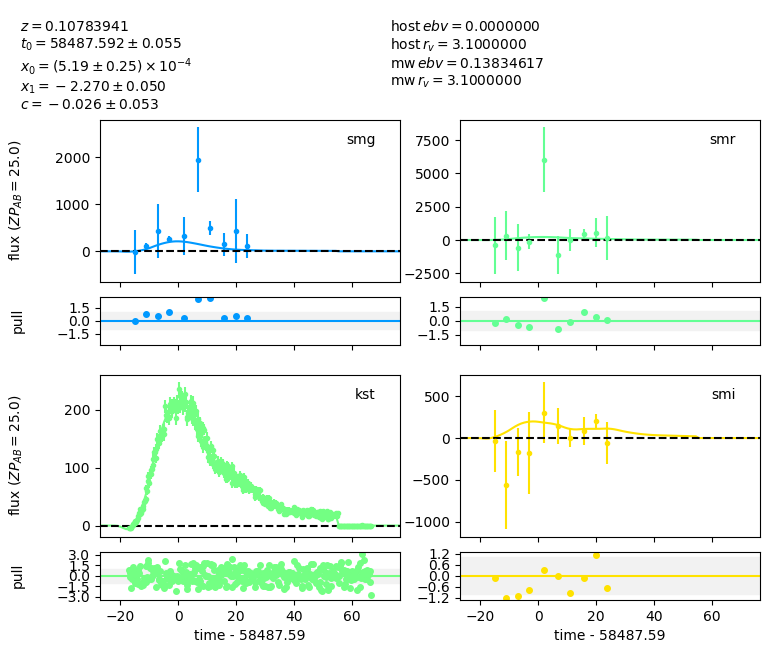 z = 0.10783941
t₀ = 58487.592 ± 0.055
x₀ = (5.19 ± 0.25) × 10⁻⁴
x₁ = −2.270 ± 0.050
c = −0.026 ± 0.053
host ebv = 0.0000000
host r_v = 3.1000000
mw ebv = 0.13834617
mw r_v = 3.1000000
smg
flux (ZP_AB = 25.0)
2000
1000
0
smr
7500
5000
2500
0
−2500
pull
1.5
0.0
−1.5
1.5
0.0
−1.5
kst
flux (ZP_AB = 25.0)
200
100
0
smi
500
0
−500
−1000
pull
3.0
1.5
0.0
−1.5
−3.0
1.2
0.6
0.0
−0.6
−1.2
−20 0 20 40 60
−20 0 20 40 60
time - 58487.59
time - 58487.59